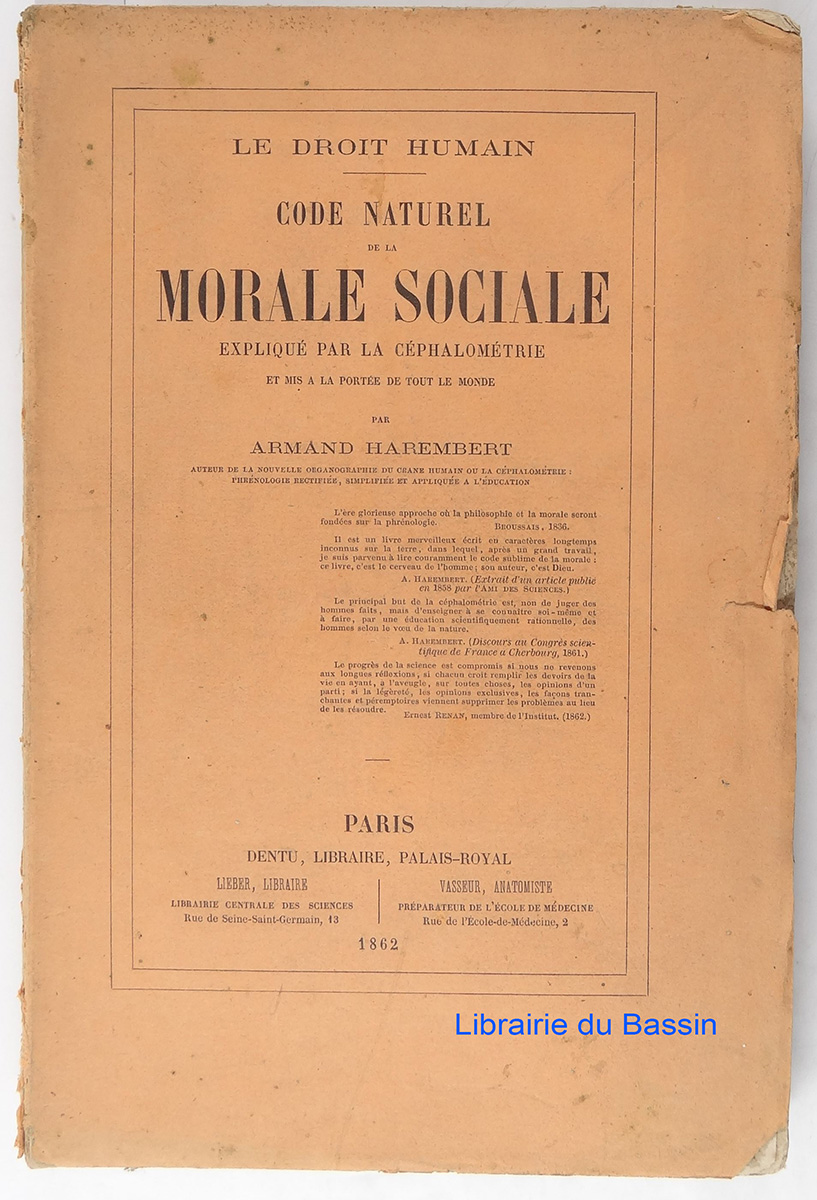 LE DROIT HUMAIN
CODE NATUREL
DE LA
MORALE SOCIALE
EXPLIQUÉ PAR LA CÉPHALOMÉTRIE
ET MIS A LA PORTÉE DE TOUT LE MONDE
PAR
ARMAND HAREMBERT
AUTEUR DE LA NOUVELLE ORGANOGRAPHIE DU CRANE HUMAIN OU LA CÉPHALOMÉTRIE :
PHRÉNOLOGIE RECTIFIÉE, SIMPLIFIÉE ET APPLIQUÉE A L'ÉDUCATION
L'ère glorieuse approche où la philosophie et la morale seront
fondées sur la phrénologie. BROUSSAIS, 1836.
Il est un livre merveilleux écrit en caractères longtemps
inconnus sur la terre, dans lequel, après un grand travail,
je suis parvenu à lire couramment le code sublime de la morale :
ce livre, c'est le cerveau de l'homme ; son auteur, c'est Dieu.
A. HAREMBERT. (Extrait d'un article publié
en 1858 par l'AMI DES SCIENCES.)
Le principal but de la céphalométrie est, non de juger des
hommes faits, mais d'enseigner à se connaître soi-même et
à faire, par une éducation scientifiquement rationnelle, des
hommes selon le vœu de la nature.
A. HAREMBERT. (Discours au Congrès scien-
tifique de France a Cherbourg, 1861.)
Le progrès de la science est compromis si nous ne revenons
aux longues réflexions, si chacun croit remplir les devoirs de la
vie en ayant, à l'aveugle, sur toutes choses, les opinions d'un
parti ; si la légèreté, les opinions exclusives, les façons tran-
chantes et péremptoires viennent supprimer les problèmes au lieu
de les résoudre.
Ernest RENAN, membre de l'Institut. (1862.)
PARIS
DENTU, LIBRAIRE, PALAIS-ROYAL
LIEBER, LIBRAIRE
LIBRAIRIE CENTRALE DES SCIENCES
Rue de Seine-Saint-Germain, 13
VASSEUR, ANATOMISTE
PRÉPARATEUR DE L'ÉCOLE DE MÉDECINE
Rue de l'École-de-Médecine, 2
1862
Librairie du Bassin